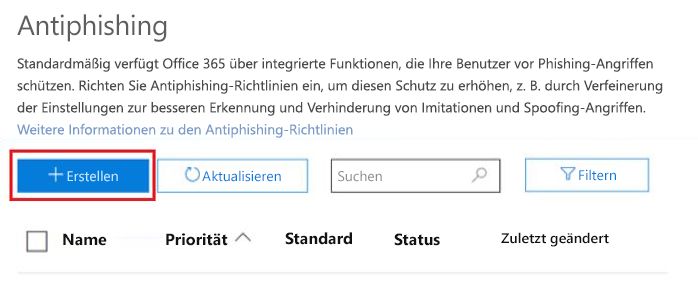 Antiphishing
Standardmäßig verfügt Office 365 über integrierte Funktionen, die Ihre Benutzer vor Phishing-Angriffen
schützen. Richten Sie Antiphishing-Richtlinien ein, um diesen Schutz zu erhöhen, z. B. durch Verfeinerung
der Einstellungen zur besseren Erkennung und Verhinderung von Imitationen und Spoofing-Angriffen.
Weitere Informationen zu den Antiphishing-Richtlinien
Erstellen Aktualisieren Suchen Filtern
Name Priorität Standard Status Zuletzt geändert